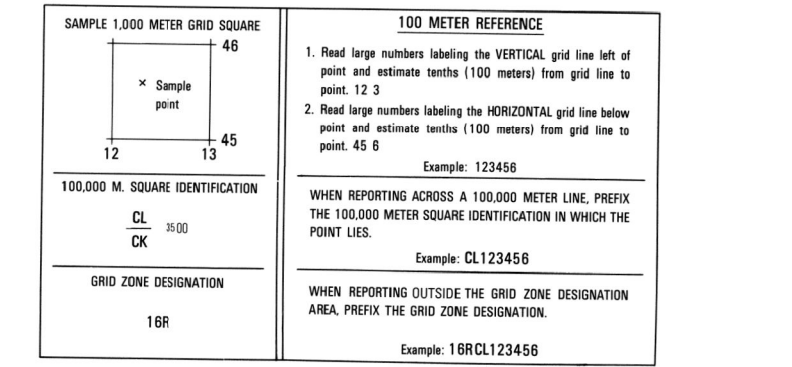 SAMPLE 1,000 METER GRID SQUARE
46
× Sample
point
45
12
13
100,000 M. SQUARE IDENTIFICATION
CL
CK
3500
GRID ZONE DESIGNATION
16R
100 METER REFERENCE
1. Read large numbers labeling the VERTICAL grid line left of
point and estimate tenths (100 meters) from grid line to
point. 12 3
2. Read large numbers labeling the HORIZONTAL grid line below
point and estimate tenths (100 meters) from grid line to
point. 45 6
Example: 123456
WHEN REPORTING ACROSS A 100,000 METER LINE, PREFIX
THE 100,000 METER SQUARE IDENTIFICATION IN WHICH THE
POINT LIES.
Example: CL123456
WHEN REPORTING OUTSIDE THE GRID ZONE DESIGNATION
AREA, PREFIX THE GRID ZONE DESIGNATION.
Example: 16RCL123456